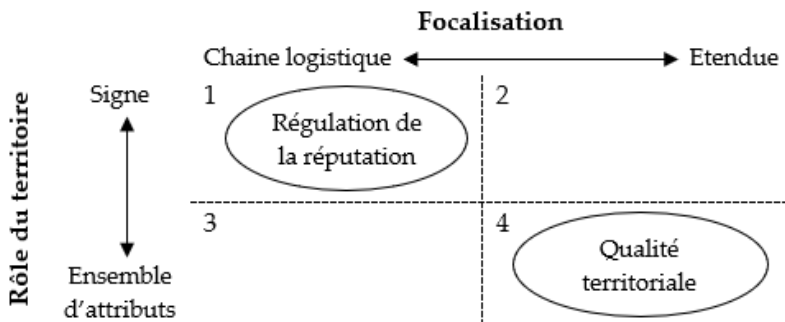 Focalisation
Chaine logistique
Etendue
Rôle du territoire
Signe
1
2
Régulation de
la réputation
3
4
Ensemble
d'attributs
Qualité
territoriale